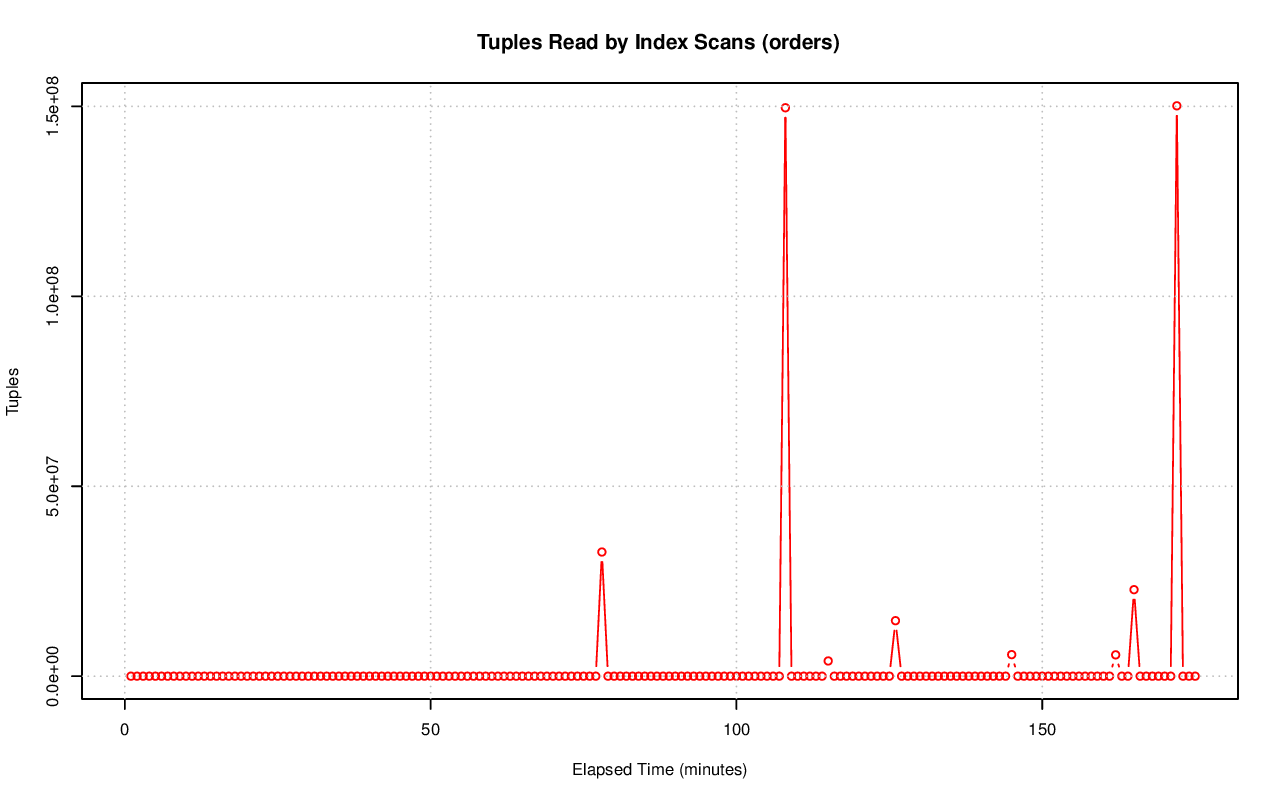 Tuples Read by Index Scans (orders)
1.5e+08
1.0e+08
5.0e+07
0.0e+00
Tuples
0 50 100 150
Elapsed Time (minutes)